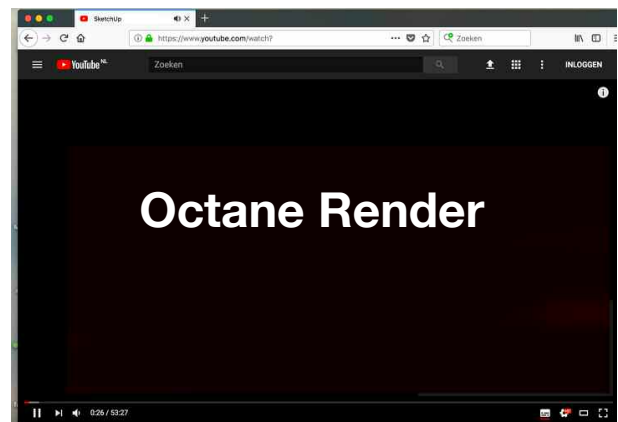 SketchUp
https://www.youtube.com/watch?
Zoeken
YouTube NL
Zoeken
INLOGGEN
Octane Render
0:26 / 53:27